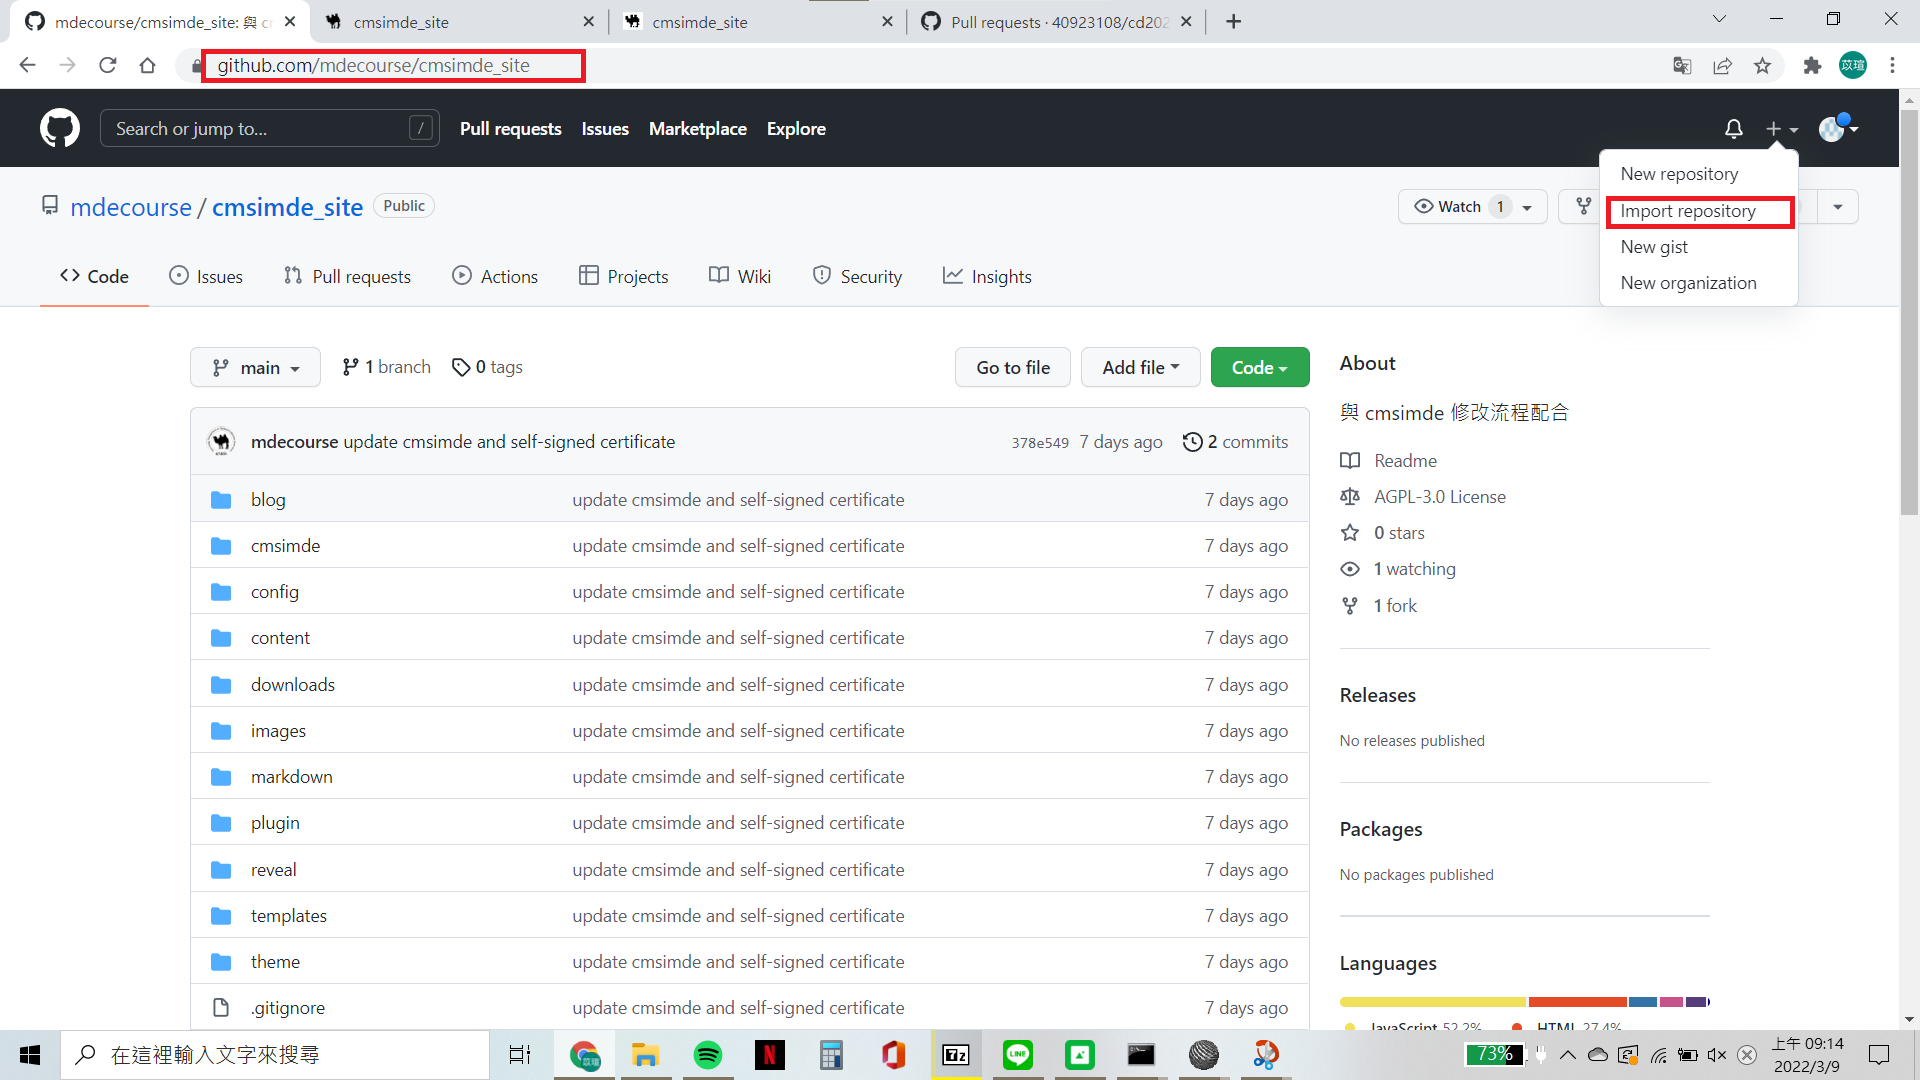 mdecourse/cmsimde_site: 與 c
cmsimde_site
cmsimde_site
Pull requests · 40923108/cd202
github.com/mdecourse/cmsimde_site
苡瑄
Search or jump to...
/
Pull requests
Issues
Marketplace
Explore
New repository
Import repository
New gist
New organization
mdecourse / cmsimde_site
Public
Watch 1
Code
Issues
Pull requests
Actions
Projects
Wiki
Security
Insights
main
1 branch
0 tags
Go to file
Add file
Code
About
與 cmsimde 修改流程配合
Readme
AGPL-3.0 License
0 stars
1 watching
1 fork
mdecourse update cmsimde and self-signed certificate 378e549 7 days ago 2 commits
blog update cmsimde and self-signed certificate 7 days ago
cmsimde update cmsimde and self-signed certificate 7 days ago
config update cmsimde and self-signed certificate 7 days ago
content update cmsimde and self-signed certificate 7 days ago
downloads update cmsimde and self-signed certificate 7 days ago
images update cmsimde and self-signed certificate 7 days ago
markdown update cmsimde and self-signed certificate 7 days ago
plugin update cmsimde and self-signed certificate 7 days ago
reveal update cmsimde and self-signed certificate 7 days ago
templates update cmsimde and self-signed certificate 7 days ago
theme update cmsimde and self-signed certificate 7 days ago
.gitignore update cmsimde and self-signed certificate 7 days ago
Releases
No releases published
Packages
No packages published
Languages
JavaScript 52.2%
HTML 27.4%
在這裡輸入文字來搜尋
N
7z
LINE
73%
上午 09:14
2022/3/9